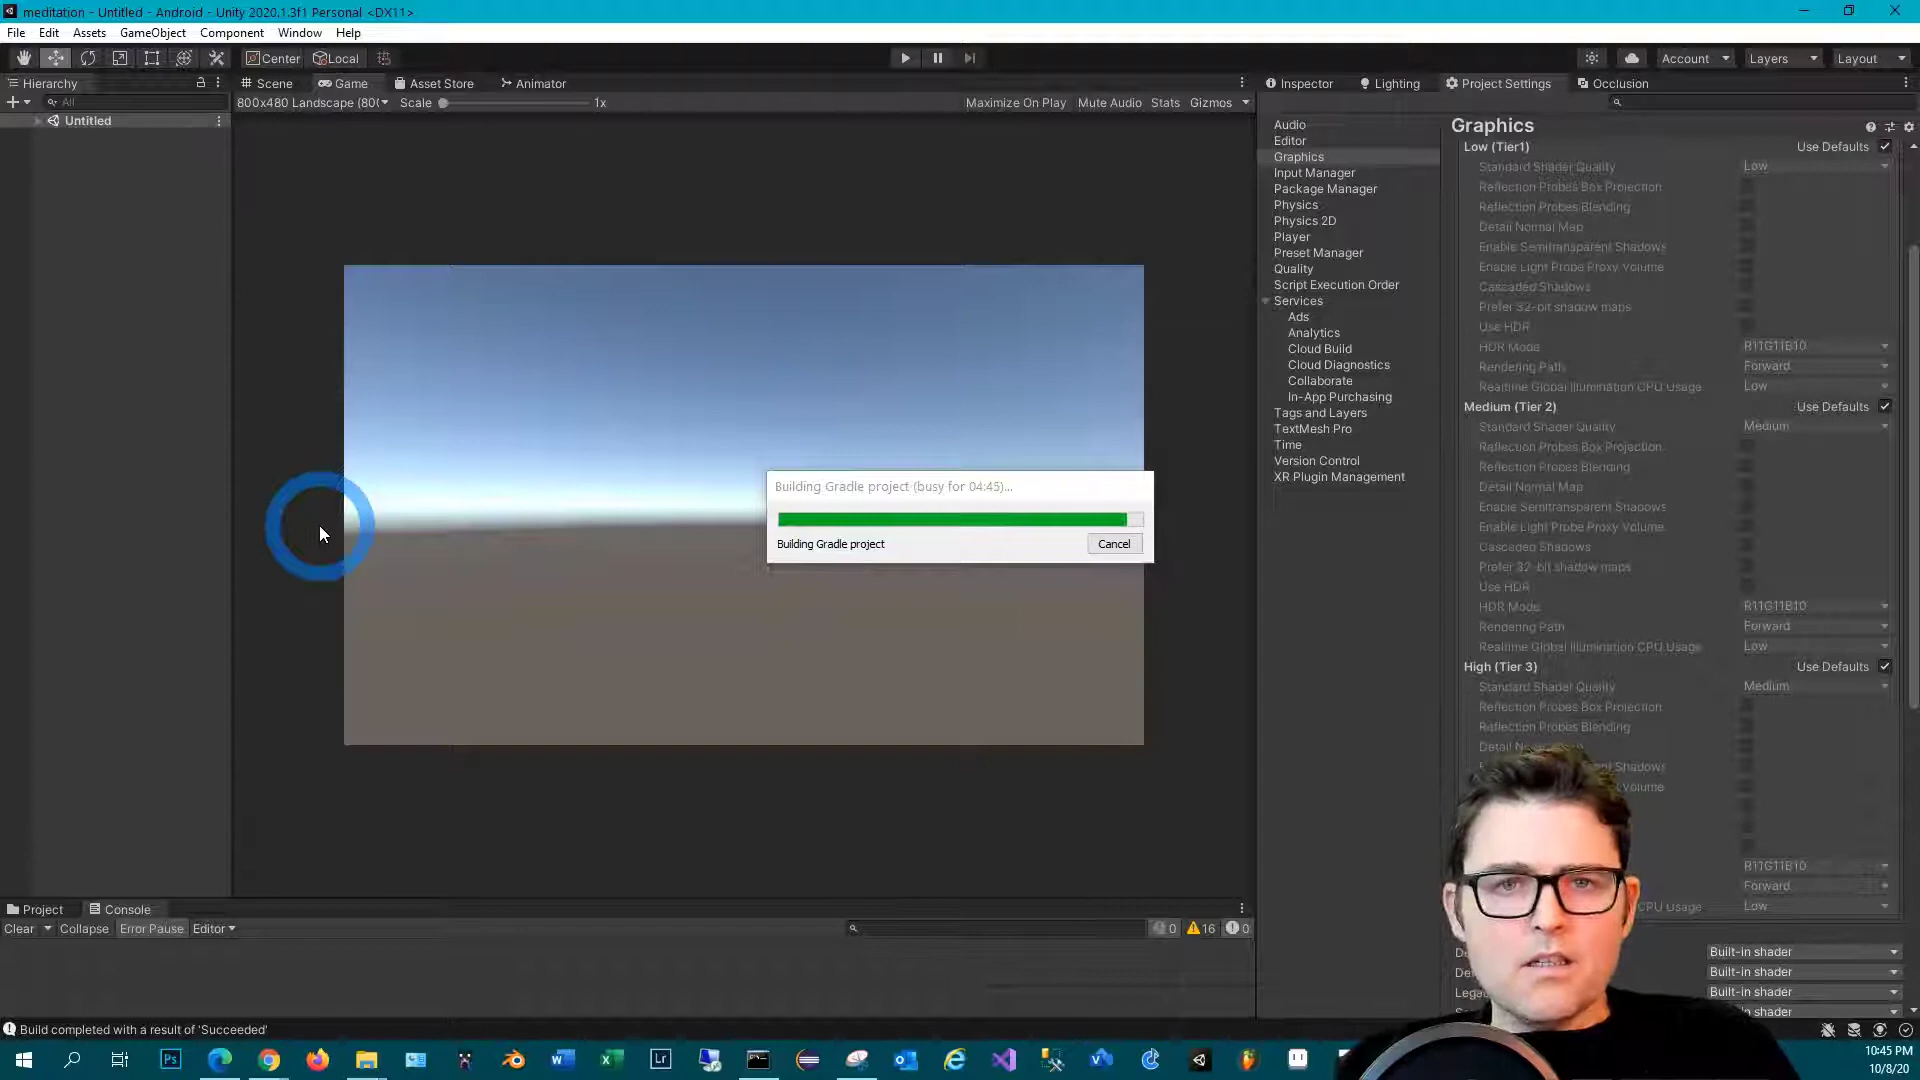 meditation - Untitled - Android - Unity 2020.1.3f1 Personal <DX11>
File Edit Assets GameObject Component Window Help
Center Local Account Layers Layout
Hierarchy Scene Game Asset Store Animator Inspector Lighting Project Settings Occlusion
All 800x480 Landscape (80( Scale 1x Maximize On Play Mute Audio Stats Gizmos
Untitled
Audio
Editor
Graphics
Input Manager
Package Manager
Physics
Physics 2D
Player
Preset Manager
Quality
Script Execution Order
Services
Ads
Analytics
Cloud Build
Cloud Diagnostics
Collaborate
In-App Purchasing
Tags and Layers
TextMesh Pro
Time
Version Control
XR Plugin Management
Graphics
Low (Tier1) Use Defaults
Standard Shader Quality Low
Reflection Probes Box Projection
Reflection Probes Blending
Detail Normal Map
Enable Semitransparent Shadows
Enable Light Probe Proxy Volume
Cascaded Shadows
Prefer 32-bit shadow maps
Use HDR
HDR Mode R11G11B10
Rendering Path Forward
Realtime Global Illumination CPU Usage Low
Medium (Tier 2) Use Defaults
Standard Shader Quality Medium
Reflection Probes Box Projection
Reflection Probes Blending
Detail Normal Map
Enable Semitransparent Shadows
Enable Light Probe Proxy Volume
Cascaded Shadows
Prefer 32-bit shadow maps
Use HDR
HDR Mode R11G11B10
Rendering Path Forward
Realtime Global Illumination CPU Usage Low
High (Tier 3) Use Defaults
Standard Shader Quality Medium
Reflection Probes Box Projection
Reflection Probes Blending
Detail
Shadows
Volume
R11G11B10
Forward
CPU Usage Low
Built-in shader
Built-in shader
Lega Built-in shader
shader
Building Gradle project (busy for 04:45)...
Building Gradle project Cancel
Project Console
Clear Collapse Error Pause Editor 0 16 0
Build completed with a result of 'Succeeded'
Ps Lr
10:45 PM
10/8/20